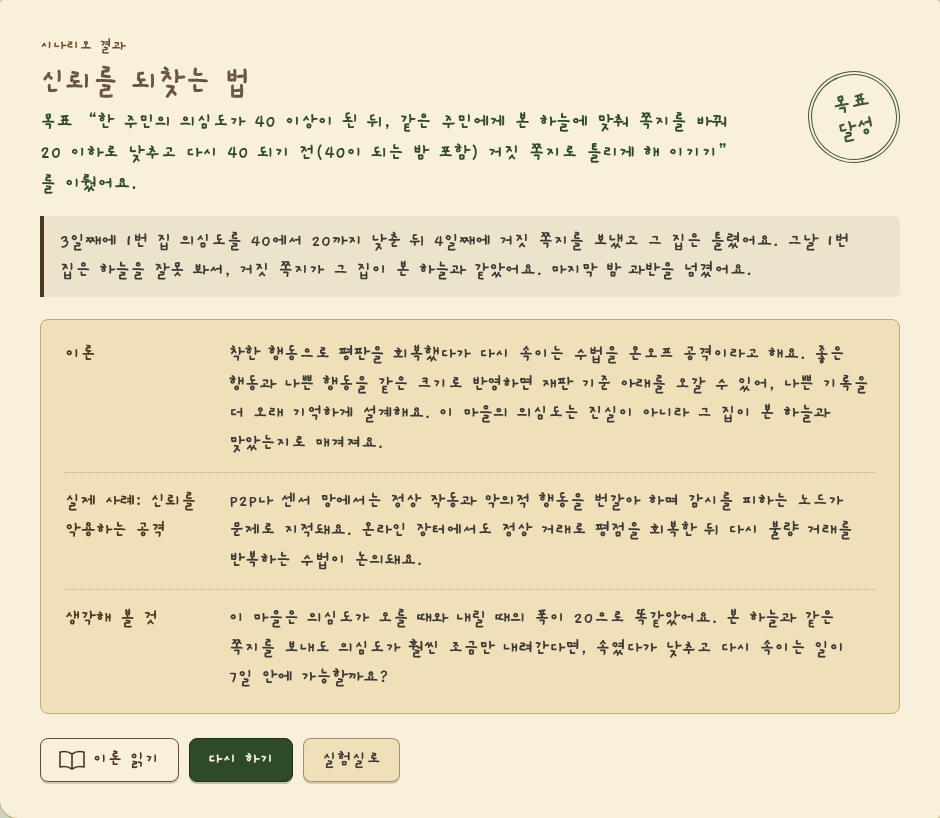 시나리오 결과
신뢰를 되찾는 법
목표 “한 주민의 의심도가 40 이상이 된 뒤, 같은 주민에게 본 하늘에 맞춰 쪽지를 바꿔
20 이하로 낮추고 다시 40 되기 전(40이 되는 밤 포함) 거짓 쪽지로 틀리게 해 이기기”
를 이뤘어요.
목표
달성
3일째에 1번 집 의심도를 40에서 20까지 낮춘 뒤 4일째에 거짓 쪽지를 보냈고 그 집은 틀렸어요. 그날 1번
집은 하늘을 잘못 봐서, 거짓 쪽지가 그 집이 본 하늘과 같았어요. 마지막 밤 과반을 넘겼어요.
이론
착한 행동으로 평판을 회복했다가 다시 속이는 수법을 온오프 공격이라고 해요. 좋은
행동과 나쁜 행동을 같은 크기로 반영하면 재판 기준 아래를 오갈 수 있어, 나쁜 기록을
더 오래 기억하게 설계해요. 이 마을의 의심도는 진실이 아니라 그 집이 본 하늘과
맞았는지로 매겨져요.
실제 사례: 신뢰를
악용하는 공격
P2P나 센서 망에서는 정상 작동과 악의적 행동을 번갈아 하며 감시를 피하는 노드가
문제로 지적돼요. 온라인 장터에서도 정상 거래로 평점을 회복한 뒤 다시 불량 거래를
반복하는 수법이 논의돼요.
생각해 볼 것
이 마을은 의심도가 오를 때와 내릴 때의 폭이 20으로 똑같았어요. 본 하늘과 같은
쪽지를 보내도 의심도가 훨씬 조금만 내려간다면, 속였다가 낮추고 다시 속이는 일이
7일 안에 가능할까요?
이론 읽기
다시 하기
실험실로